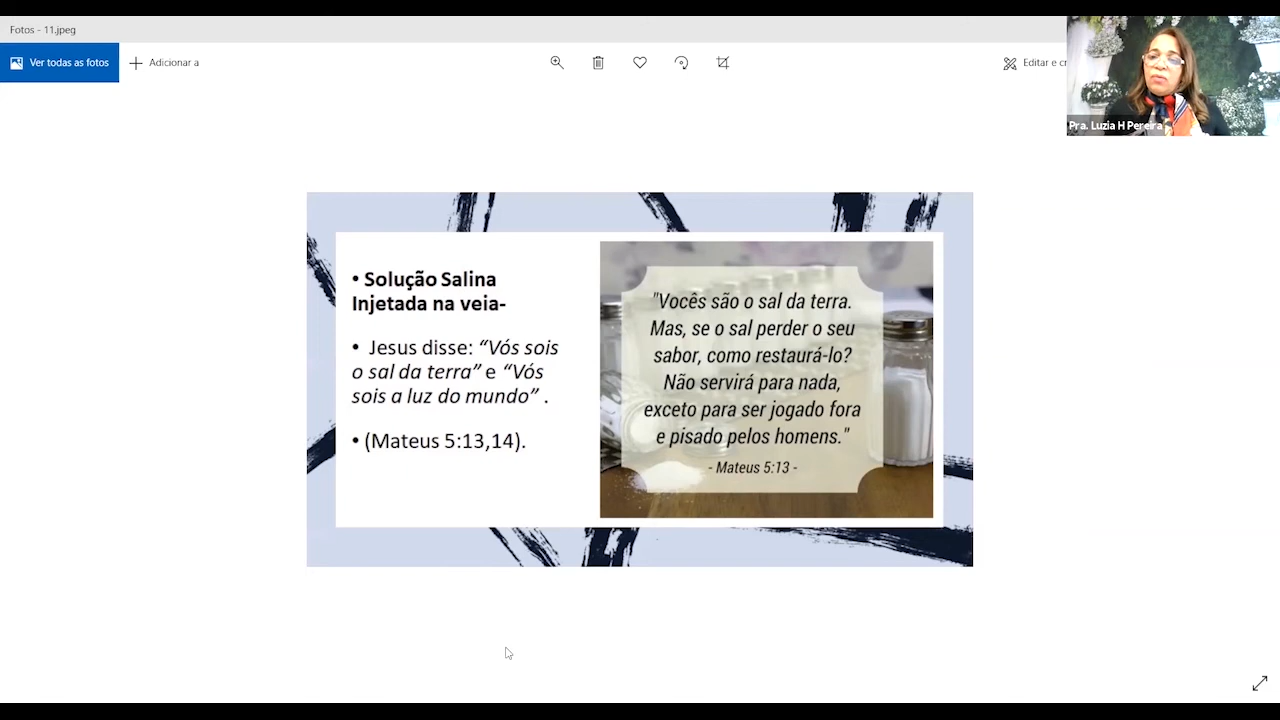 Fotos - 11.jpeg
Ver todas as fotos
Adicionar a
Editar e cr
Pra. Luzia H Pereira
• Solução Salina
Injetada na veia-
• Jesus disse: “Vós sois
o sal da terra” e “Vós
sois a luz do mundo” .
• (Mateus 5:13,14).
"Vocês são o sal da terra.
Mas, se o sal perder o seu
sabor, como restaurá-lo?
Não servirá para nada,
exceto para ser jogado fora
e pisado pelos homens."
- Mateus 5:13 -